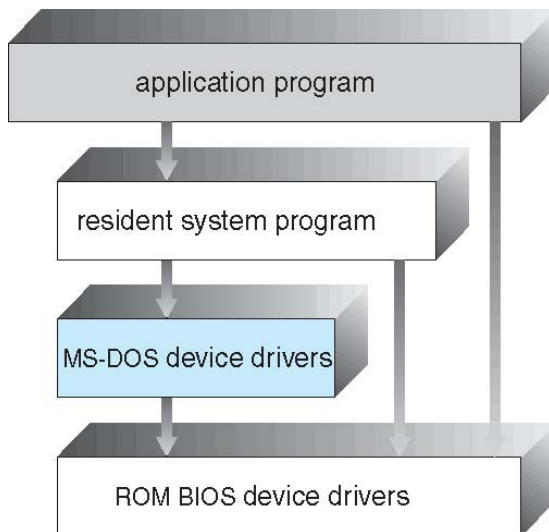 application program
resident system program
MS-DOS device drivers
ROM BIOS device drivers